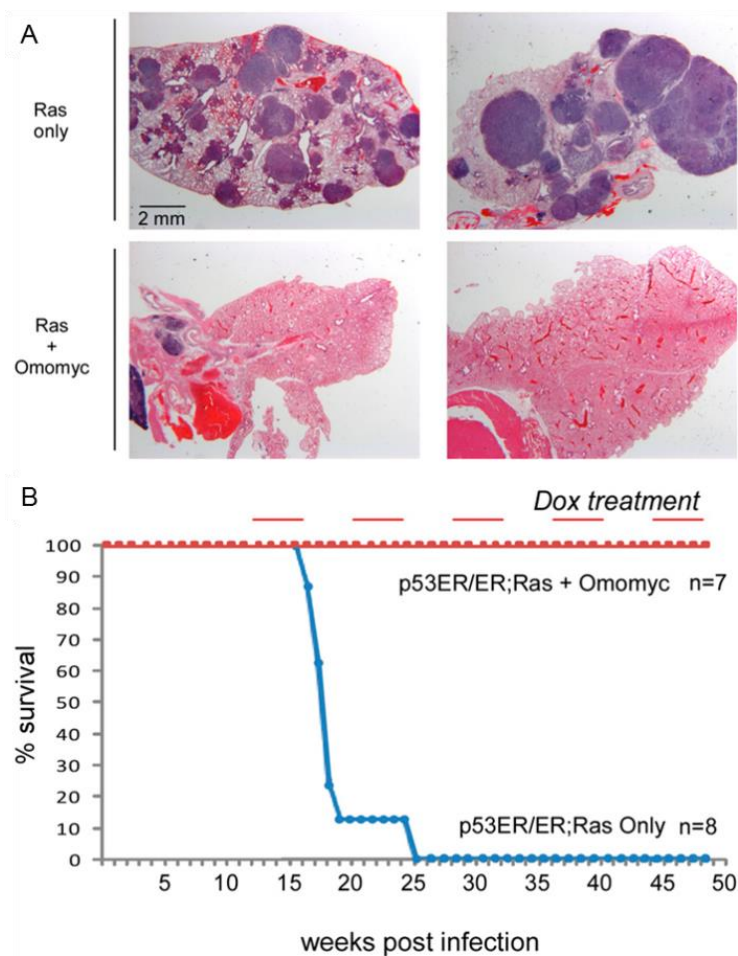 A
Ras
only
2 mm
Ras
+
Omomyc
B
Dox treatment
100
90
80
70
60
50
40
30
20
10
0
% survival
p53ER/ER;Ras + Omomyc n=7
p53ER/ER;Ras Only n=8
5 10 15 20 25 30 35 40 45 50
weeks post infection